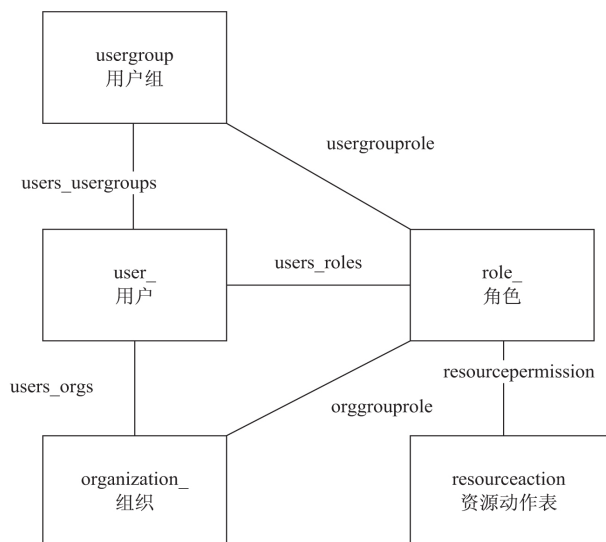 usergroup
用户组
usergrouprole
users_usergroups
user_
用户
users_roles
role_
角色
users_orgs
resourcepermission
orggrouprole
organization_
组织
resourceaction
资源动作表